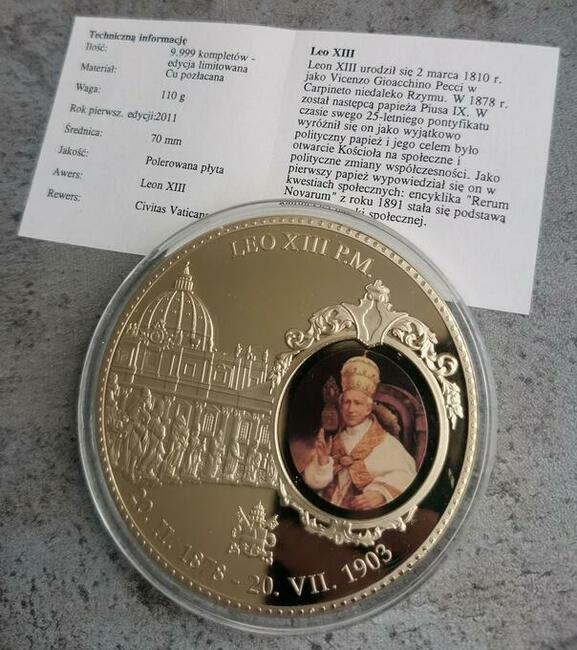 Techniczną informację
Ilość: 9.999 kompletów -
edycja limitowana
Materiał: Cu pozłacana
Waga: 110 g
Rok pierwsz. edycji:2011
Średnica: 70 mm
Jakość: Polerowana płyta
Awers: Leon XIII
Rewers: Civitas Vaticana
Leo XIII
Leon XIII urodził się 2 marca 1810 r.
jako Vicenzo Gioacchino Pecci w
Carpineto niedaleko Rzymu. W 1878 r.
został następcą papieża Piusa IX. W
czasie swego 25-letniego pontyfikatu
wyróżnił się on jako wyjątkowo
polityczny papież i jego celem było
otwarcie Kościoła na społeczne i
polityczne zmiany współczesności. Jako
pierwszy papież wypowiedział się on w
kwestiach społecznych: encyklika "Rerum
Novarum" z roku 1891 stała się podstawą
ki społecznej.
LEO XIII P.M.
20. II. 1878 - 20. VII. 1903